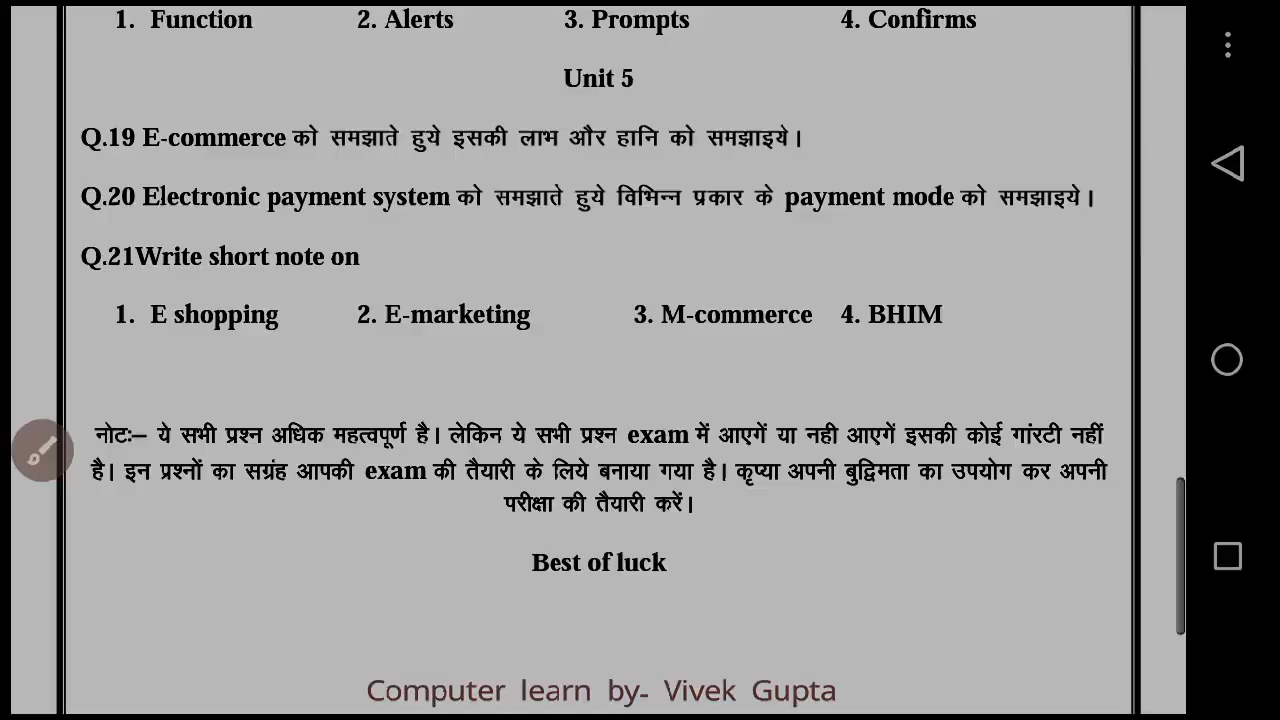 1. Function 2. Alerts 3. Prompts 4. Confirms
Unit 5
Q.19 E-commerce को समझाते हुये इसकी लाभ और हानि को समझाइये।
Q.20 Electronic payment system को समझाते हुये विभिन्न प्रकार के payment mode को समझाइये।
Q.21Write short note on
1. E shopping 2. E-marketing 3. M-commerce 4. BHIM
नोटः– ये सभी प्रश्न अधिक महत्वपूर्ण है। लेकिन ये सभी प्रश्न exam में आएगें या नही आएगें इसकी कोई गांरटी नहीं
है। इन प्रश्नों का सग्रंह आपकी exam की तैयारी के लिये बनाया गया है। कृप्या अपनी बुद्विमता का उपयोग कर अपनी
परीक्षा की तैयारी करें।
Best of luck
Computer learn by- Vivek Gupta